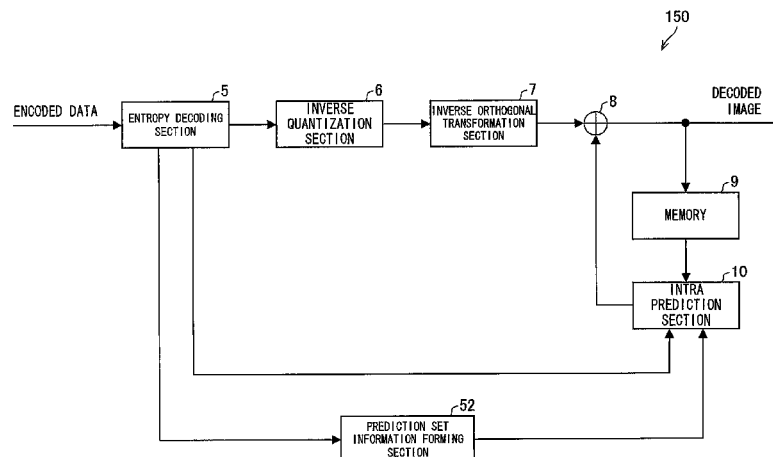 150
ENCODED DATA
5
ENTROPY DECODING
SECTION
6
INVERSE
QUANTIZATION
SECTION
7
INVERSE ORTHOGONAL
TRANSFORMATION
SECTION
8
DECODED
IMAGE
9
MEMORY
10
INTRA
PREDICTION
SECTION
52
PREDICTION SET
INFORMATION FORMING
SECTION